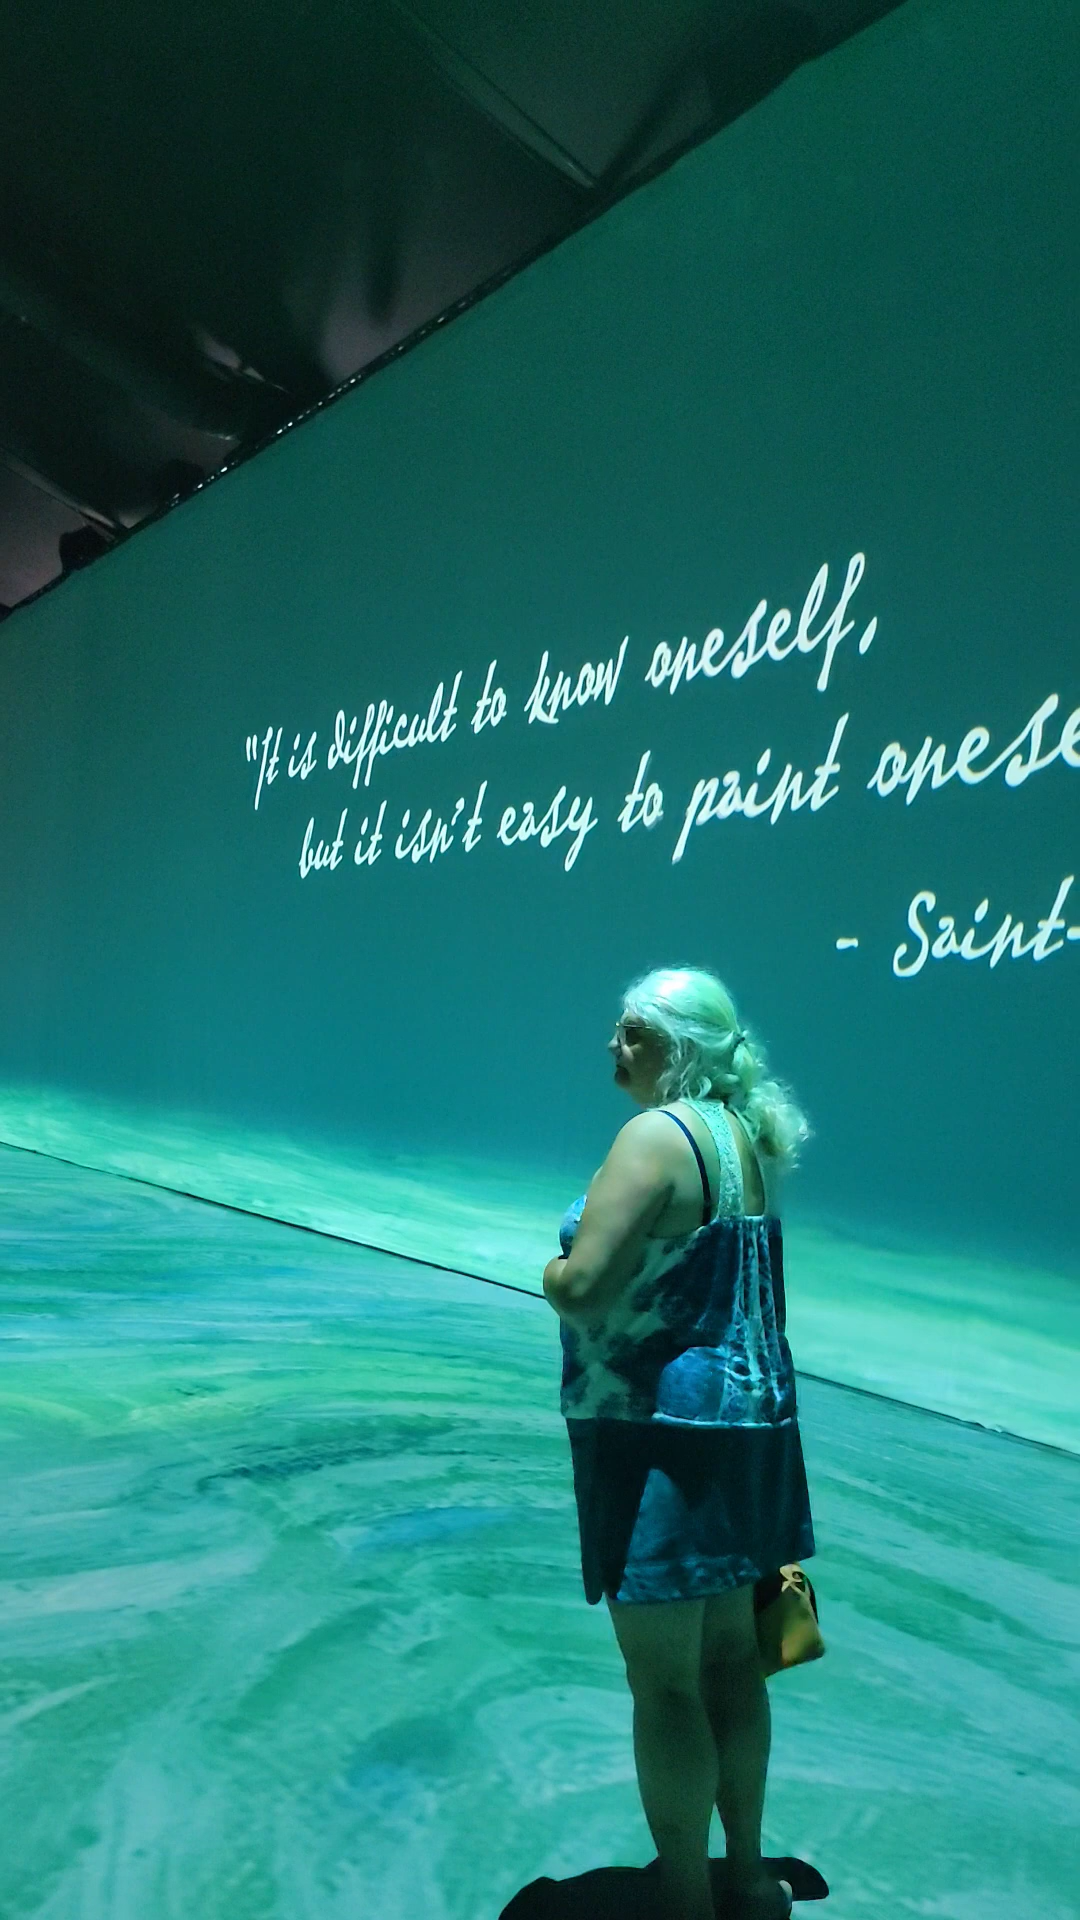 "It is difficult to know oneself,
but it isn't easy to paint onese
- Saint-